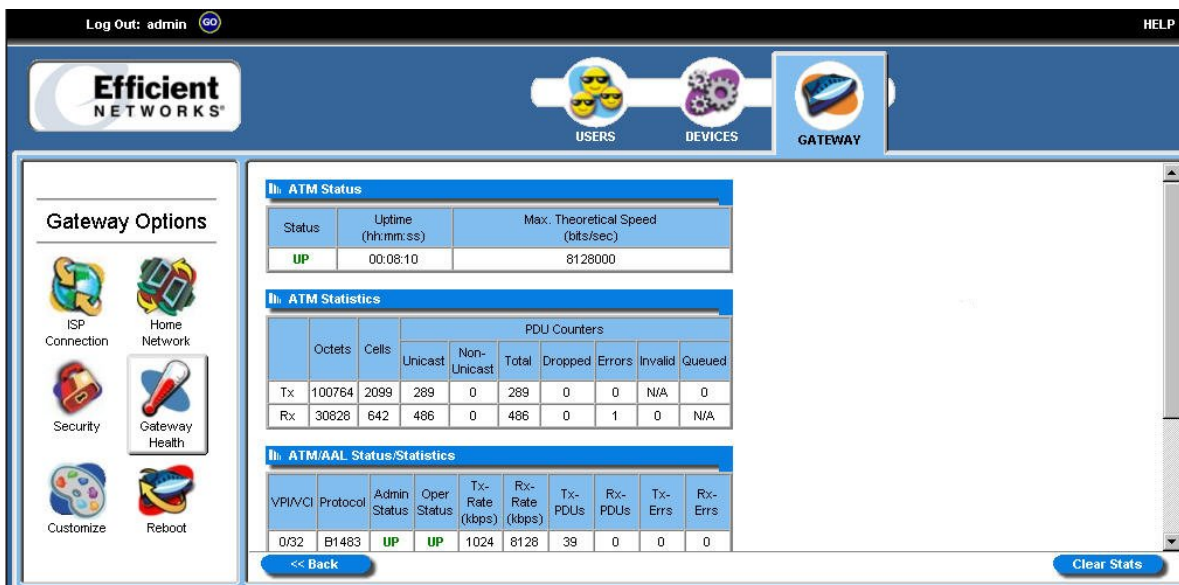 Log Out: admin GO HELP
Efficient
NETWORKS®
USERS DEVICES GATEWAY
Gateway Options
ISP
Connection
Home
Network
Security
Gateway
Health
Customize
Reboot
ATM Status
Status Uptime (hh:mm:ss) Max. Theoretical Speed (bits/sec)
UP 00:08:10 8128000
ATM Statistics
PDU Counters
Octets Cells Unicast Non-Unicast Total Dropped Errors Invalid Queued
Tx 100764 2099 289 0 289 0 0 N/A 0
Rx 30828 642 486 0 486 0 1 0 N/A
ATM/AAL Status/Statistics
VPI/VCI Protocol Admin Status Oper Status Tx-Rate (kbps) Rx-Rate (kbps) Tx-PDUs Rx-PDUs Tx-Errs Rx-Errs
0/32 B1483 UP UP 1024 8128 39 0 0 0
<< Back Clear Stats